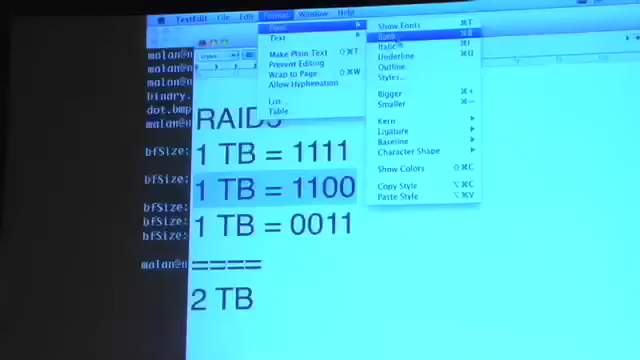 TextEdit File Edit Format Window Help
Font
Text
Make Plain Text ⇧⌘T
Prevent Editing
Wrap to Page ⇧⌘W
Allow Hyphenation
List...
Table...
Show Fonts ⌘T
Bold ⌘B
Italic ⌘I
Underline ⌘U
Outline
Styles...
Bigger ⌘+
Smaller ⌘-
Kern
Ligature
Baseline
Character Shape
Show Colors ⇧⌘C
Copy Style ⌥⌘C
Paste Style ⌥⌘V
malan@n
malan@n
malan@n
binary.
dot.bmp
malan@n
bfSize:
bfSize:
bfSize:
bfSize:
bfSize:
malan@n
RAID5
1 TB = 1111
1 TB = 1100
1 TB = 0011
====
2 TB